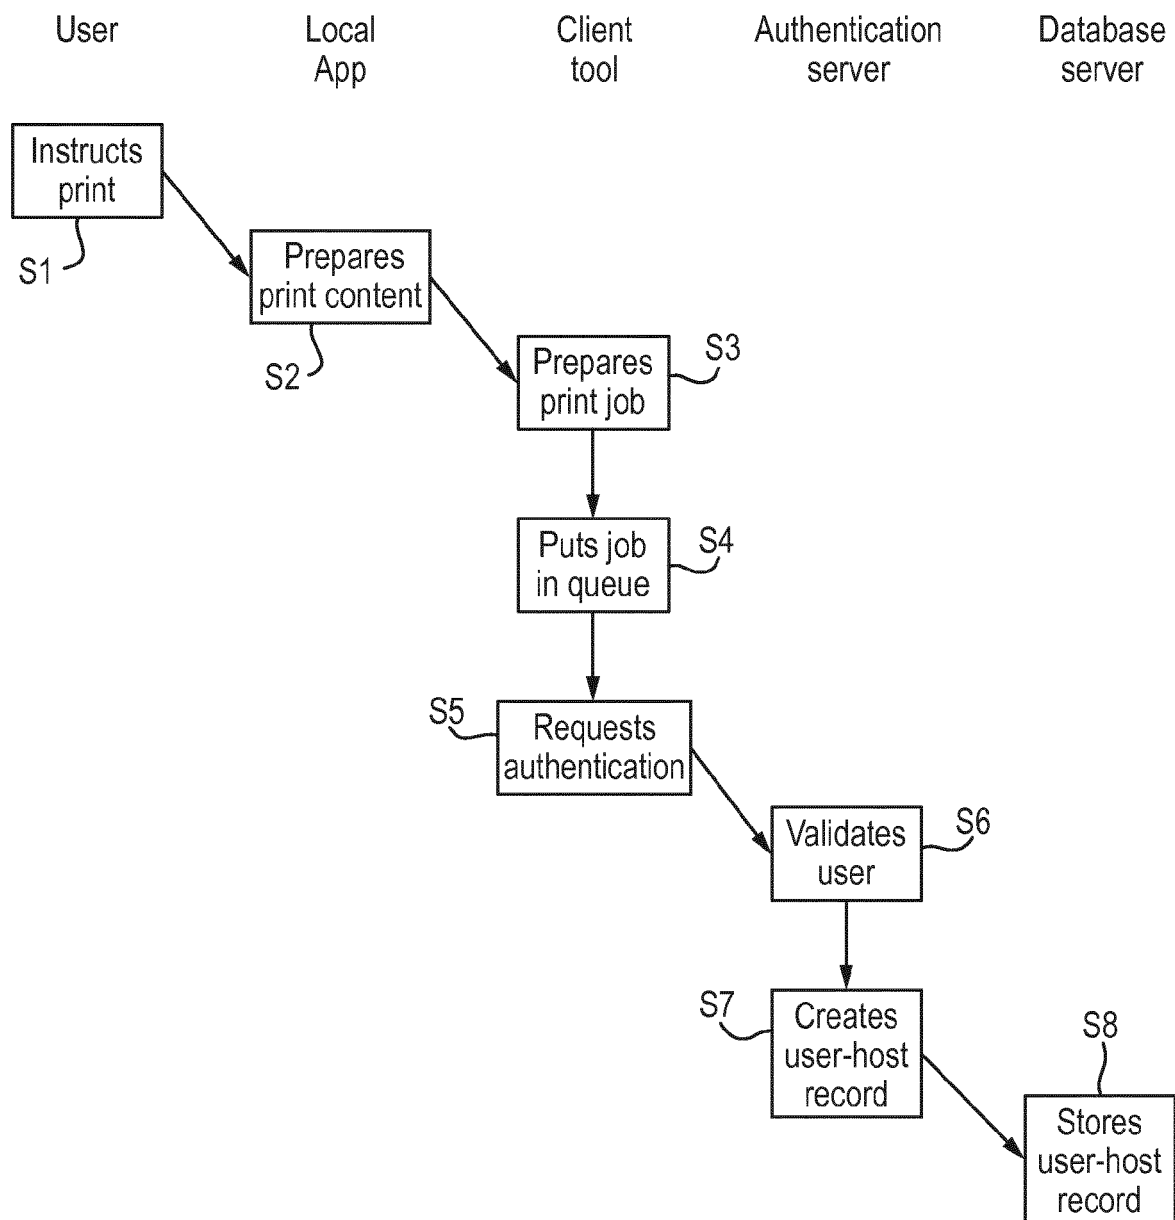 User
Local
App
Client
tool
Authentication
server
Database
server
Instructs
print
S1
Prepares
print content
S2
Prepares
print job
S3
Puts job
in queue
S4
S5
Requests
authentication
Validates
user
S6
S7
Creates
user-host
record
S8
Stores
user-host
record